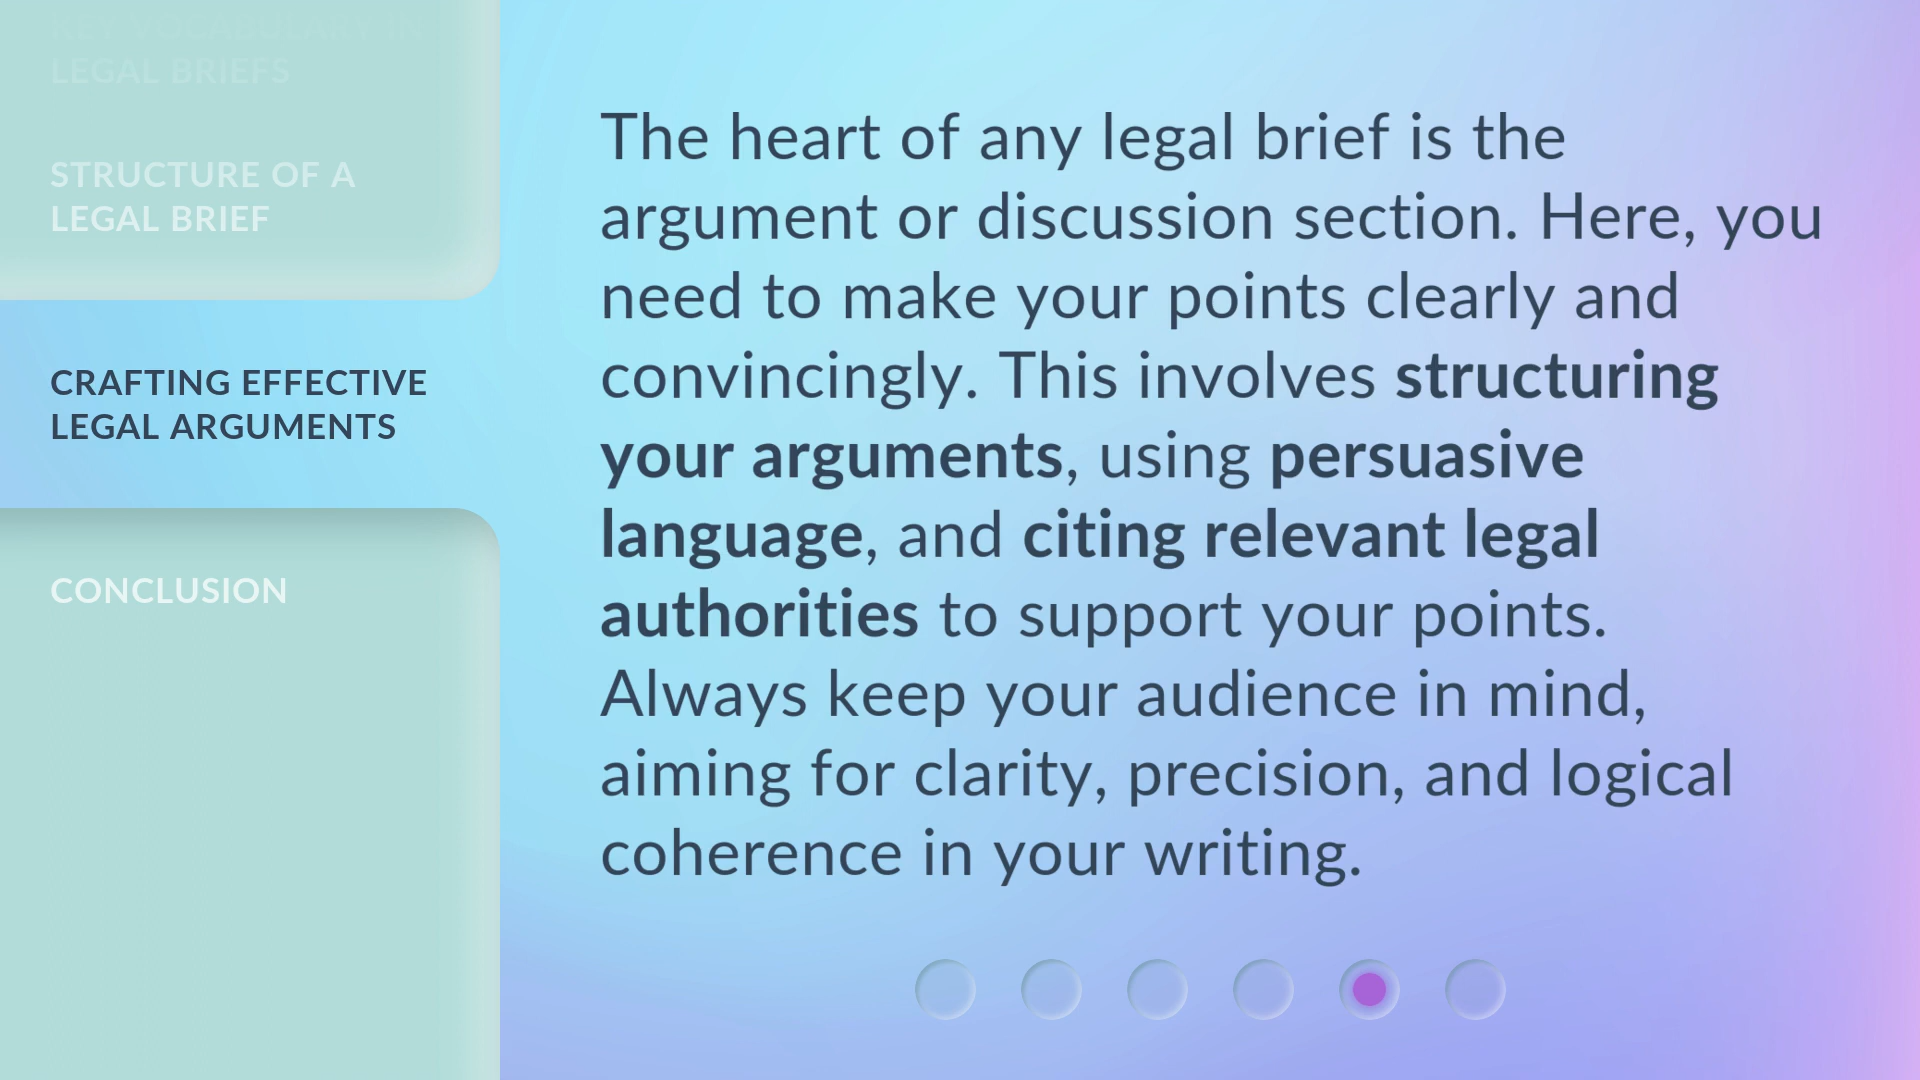 KEY VOCABULARY IN
LEGAL BRIEFS
STRUCTURE OF A
LEGAL BRIEF
CRAFTING EFFECTIVE
LEGAL ARGUMENTS
CONCLUSION
The heart of any legal brief is the
argument or discussion section. Here, you
need to make your points clearly and
convincingly. This involves structuring
your arguments, using persuasive
language, and citing relevant legal
authorities to support your points.
Always keep your audience in mind,
aiming for clarity, precision, and logical
coherence in your writing.